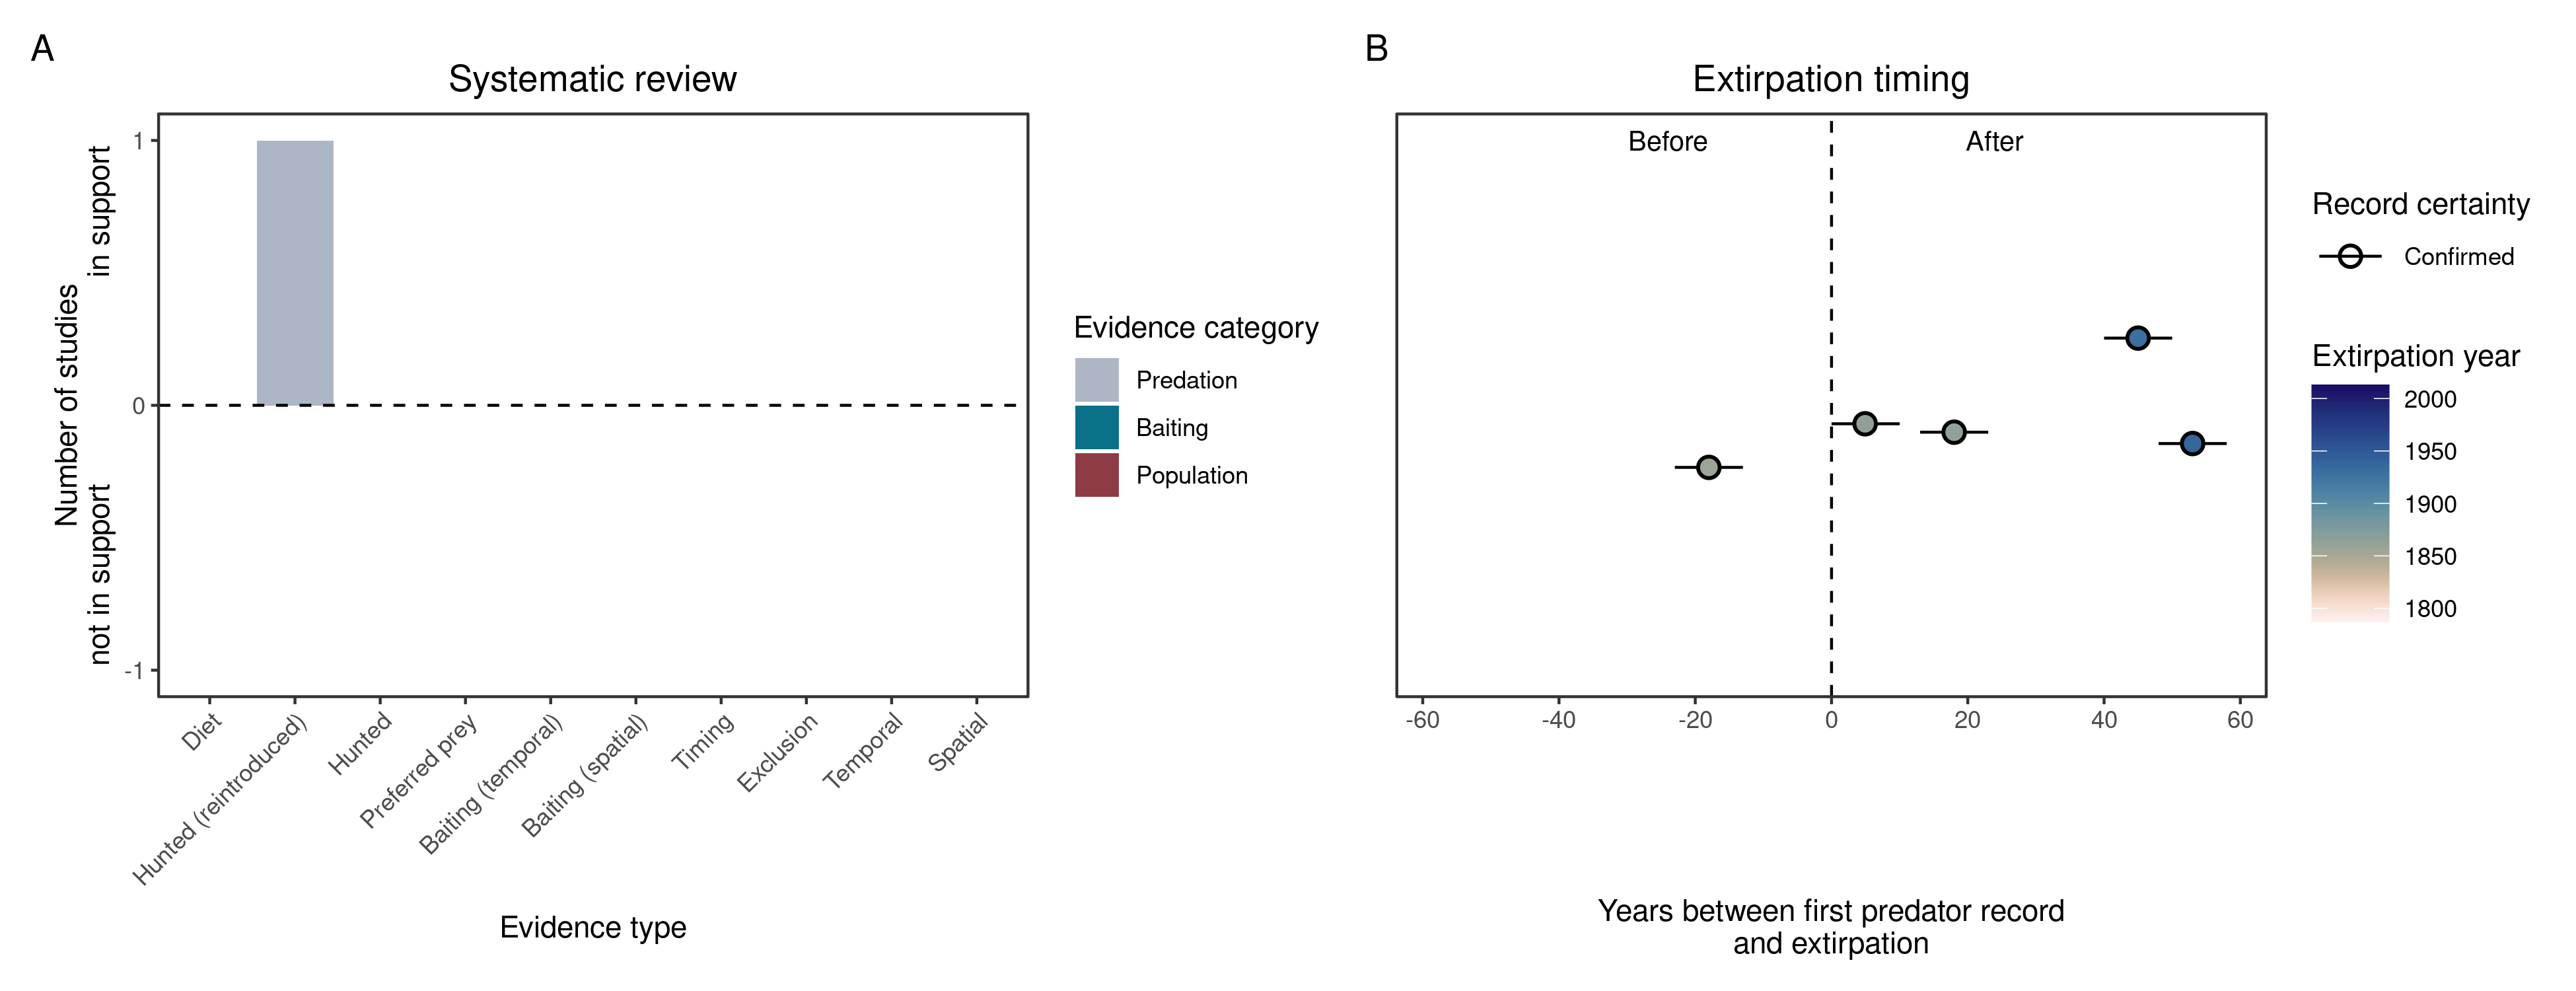 A
Systematic review
Number of studies
in support
not in support
1
0
-1
Diet
Hunted (reintroduced)
Hunted
Preferred prey
Baiting (temporal)
Baiting (spatial)
Timing
Exclusion
Temporal
Spatial
Evidence type
Evidence category
Predation
Baiting
Population
B
Extirpation timing
Before
After
-60
-40
-20
0
20
40
60
Years between first predator record
and extirpation
Record certainty
Confirmed
Extirpation year
2000
1950
1900
1850
1800